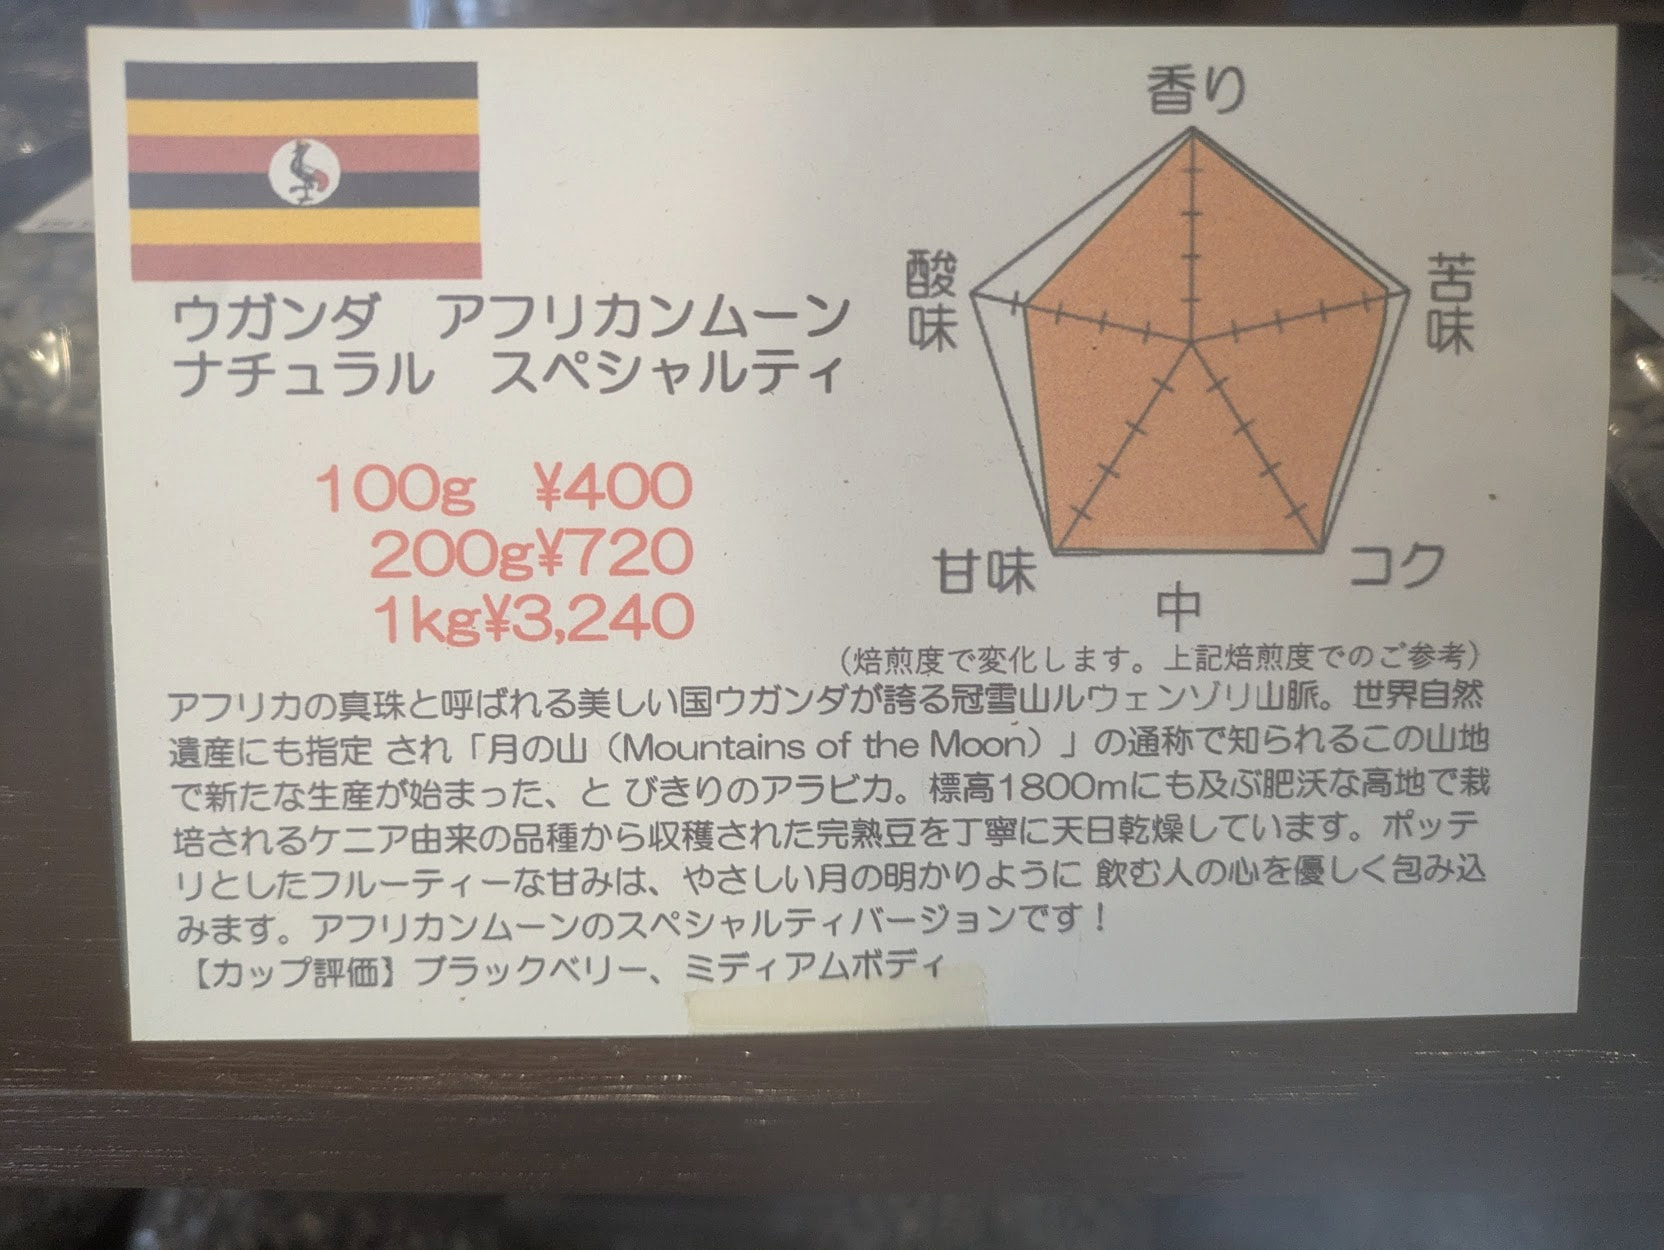 ウガンダ　アフリカンムーン
ナチュラル　スペシャルティ
100g　¥400
200g¥720
1kg¥3,240
香り
酸味
苦味
甘味
コク
中
（焙煎度で変化します。上記焙煎度でのご参考）
アフリカの真珠と呼ばれる美しい国ウガンダが誇る冠雪山ルウェンゾリ山脈。世界自然
遺産にも指定 され「月の山（Mountains of the Moon）」の通称で知られるこの山地
で新たな生産が始まった、と びきりのアラビカ。標高1800mにも及ぶ肥沃な高地で栽
培されるケニア由来の品種から収穫された完熟豆を丁寧に天日乾燥しています。ポッテ
リとしたフルーティーな甘みは、やさしい月の明かりように 飲む人の心を優しく包み込
みます。アフリカンムーンのスペシャルティバージョンです！
【カップ評価】ブラックベリー、ミディアムボディ